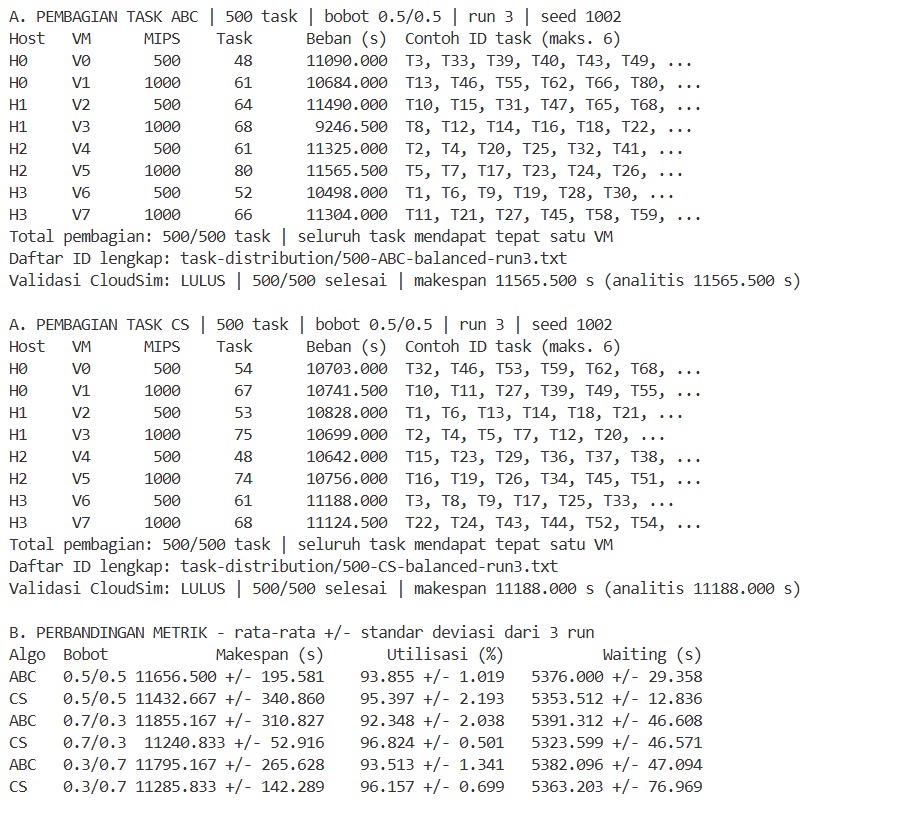 A. PEMBAGIAN TASK ABC | 500 task | bobot 0.5/0.5 | run 3 | seed 1002
Host VM MIPS Task Beban (s) Contoh ID task (maks. 6)
H0 V0 500 48 11090.000 T3, T33, T39, T40, T43, T49, ...
H0 V1 1000 61 10684.000 T13, T46, T55, T62, T66, T80, ...
H1 V2 500 64 11490.000 T10, T15, T31, T47, T65, T68, ...
H1 V3 1000 68 9246.500 T8, T12, T14, T16, T18, T22, ...
H2 V4 500 61 11325.000 T2, T4, T20, T25, T32, T41, ...
H2 V5 1000 80 11565.500 T5, T7, T17, T23, T24, T26, ...
H3 V6 500 52 10498.000 T1, T6, T9, T19, T28, T30, ...
H3 V7 1000 66 11304.000 T11, T21, T27, T45, T58, T59, ...
Total pembagian: 500/500 task | seluruh task mendapat tepat satu VM
Daftar ID lengkap: task-distribution/500-ABC-balanced-run3.txt
Validasi CloudSim: LULUS | 500/500 selesai | makespan 11565.500 s (analitis 11565.500 s)
A. PEMBAGIAN TASK CS | 500 task | bobot 0.5/0.5 | run 3 | seed 1002
Host VM MIPS Task Beban (s) Contoh ID task (maks. 6)
H0 V0 500 54 10703.000 T32, T46, T53, T59, T62, T68, ...
H0 V1 1000 67 10741.500 T10, T11, T27, T39, T49, T55, ...
H1 V2 500 53 10828.000 T1, T6, T13, T14, T18, T21, ...
H1 V3 1000 75 10699.000 T2, T4, T5, T7, T12, T20, ...
H2 V4 500 48 10642.000 T15, T23, T29, T36, T37, T38, ...
H2 V5 1000 74 10756.000 T16, T19, T26, T34, T45, T51, ...
H3 V6 500 61 11188.000 T3, T8, T9, T17, T25, T33, ...
H3 V7 1000 68 11124.500 T22, T24, T43, T44, T52, T54, ...
Total pembagian: 500/500 task | seluruh task mendapat tepat satu VM
Daftar ID lengkap: task-distribution/500-CS-balanced-run3.txt
Validasi CloudSim: LULUS | 500/500 selesai | makespan 11188.000 s (analitis 11188.000 s)
B. PERBANDINGAN METRIK - rata-rata +/- standar deviasi dari 3 run
Algo Bobot Makespan (s) Utilisasi (%) Waiting (s)
ABC 0.5/0.5 11656.500 +/- 195.581 93.855 +/- 1.019 5376.000 +/- 29.358
CS 0.5/0.5 11432.667 +/- 340.860 95.397 +/- 2.193 5353.512 +/- 12.836
ABC 0.7/0.3 11855.167 +/- 310.827 92.348 +/- 2.038 5391.312 +/- 46.608
CS 0.7/0.3 11240.833 +/- 52.916 96.824 +/- 0.501 5323.599 +/- 46.571
ABC 0.3/0.7 11795.167 +/- 265.628 93.513 +/- 1.341 5382.096 +/- 47.094
CS 0.3/0.7 11285.833 +/- 142.289 96.157 +/- 0.699 5363.203 +/- 76.969